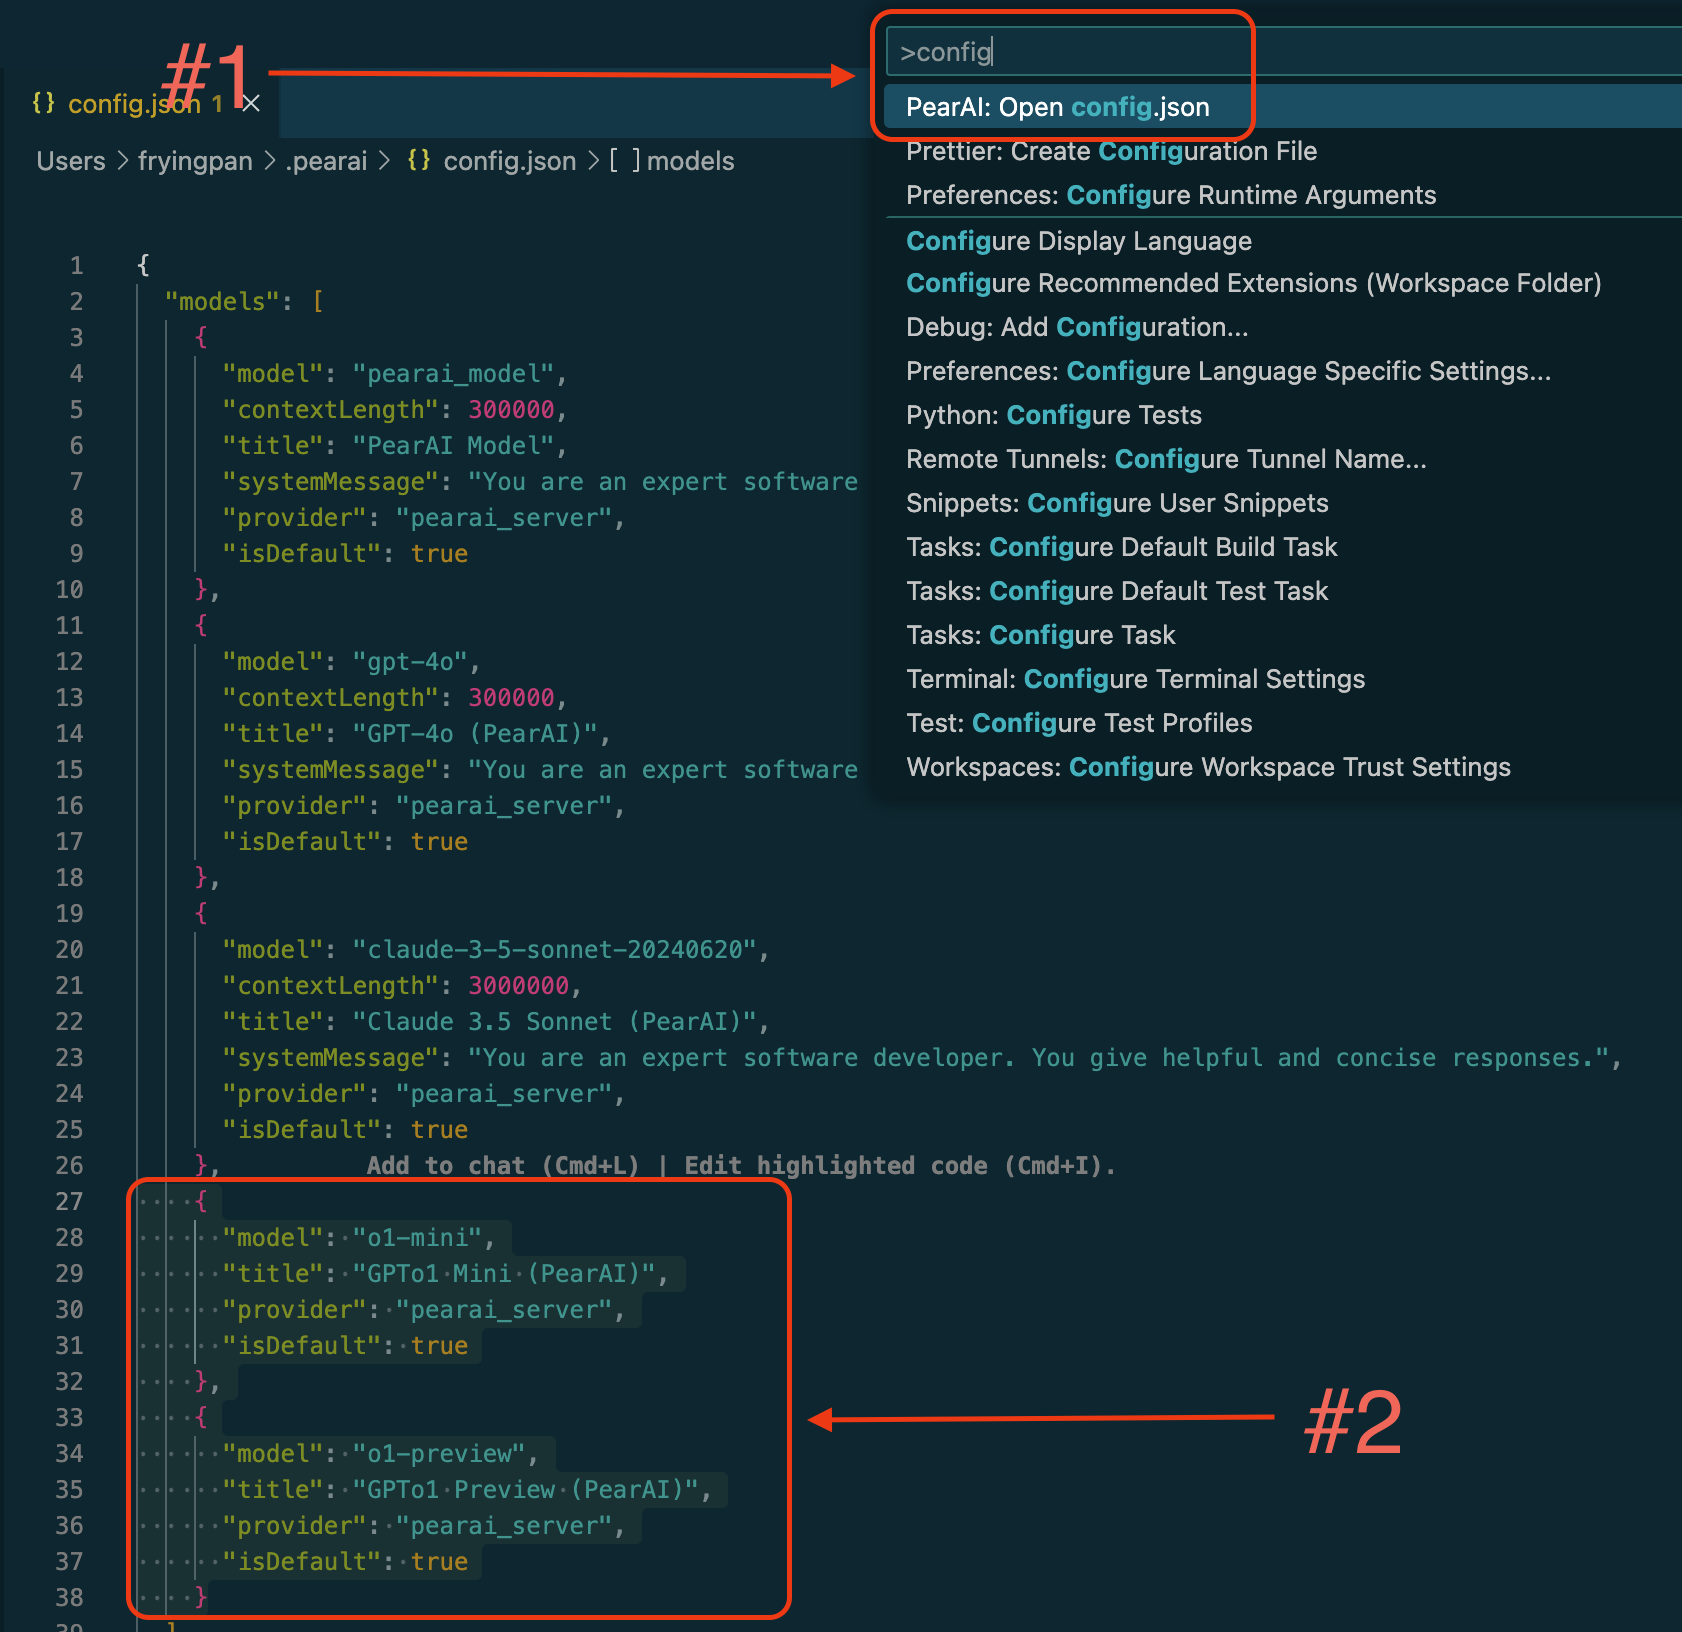 #1
{} config.json 1 ×
Users > fryingpan > .pearai > {} config.json > [ ] models
>config
PearAI: Open config.json
Prettier: Create Configuration File
Preferences: Configure Runtime Arguments
Configure Display Language
Configure Recommended Extensions (Workspace Folder)
Debug: Add Configuration...
Preferences: Configure Language Specific Settings...
Python: Configure Tests
Remote Tunnels: Configure Tunnel Name...
Snippets: Configure User Snippets
Tasks: Configure Default Build Task
Tasks: Configure Default Test Task
Tasks: Configure Task
Terminal: Configure Terminal Settings
Test: Configure Test Profiles
Workspaces: Configure Workspace Trust Settings
1 {
2 "models": [
3 {
4 "model": "pearai_model",
5 "contextLength": 300000,
6 "title": "PearAI Model",
7 "systemMessage": "You are an expert software
8 "provider": "pearai_server",
9 "isDefault": true
10 },
11 {
12 "model": "gpt-4o",
13 "contextLength": 300000,
14 "title": "GPT-4o (PearAI)",
15 "systemMessage": "You are an expert software
16 "provider": "pearai_server",
17 "isDefault": true
18 },
19 {
20 "model": "claude-3-5-sonnet-20240620",
21 "contextLength": 3000000,
22 "title": "Claude 3.5 Sonnet (PearAI)",
23 "systemMessage": "You are an expert software developer. You give helpful and concise responses.",
24 "provider": "pearai_server",
25 "isDefault": true
26 }, Add to chat (Cmd+L) | Edit highlighted code (Cmd+I).
27 {
28 "model": "o1-mini",
29 "title": "GPTo1 Mini (PearAI)",
30 "provider": "pearai_server",
31 "isDefault": true
32 },
33 {
34 "model": "o1-preview",
35 "title": "GPTo1 Preview (PearAI)",
36 "provider": "pearai_server",
37 "isDefault": true
38 }
39 ]
#2